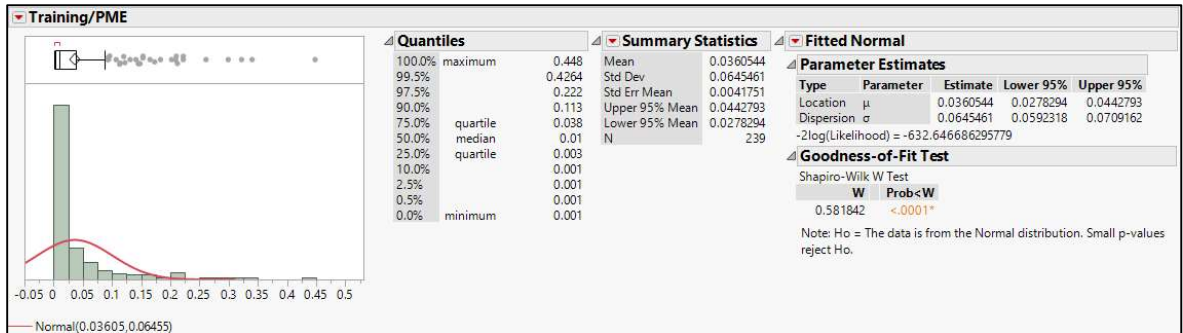 Training/PME
-0.05 0 0.05 0.1 0.15 0.2 0.25 0.3 0.35 0.4 0.45 0.5
Normal(0.03605,0.06455)
Quantiles
100.0% maximum 0.448
99.5% 0.4264
97.5% 0.222
90.0% 0.113
75.0% quartile 0.038
50.0% median 0.01
25.0% quartile 0.003
10.0% 0.001
2.5% 0.001
0.5% 0.001
0.0% minimum 0.001
Summary Statistics
Mean 0.0360544
Std Dev 0.0645461
Std Err Mean 0.0041751
Upper 95% Mean 0.0442793
Lower 95% Mean 0.0278294
N 239
Fitted Normal
Parameter Estimates
Type Parameter Estimate Lower 95% Upper 95%
Location μ 0.0360544 0.0278294 0.0442793
Dispersion σ 0.0645461 0.0592318 0.0709162
-2log(Likelihood) = -632.646686295779
Goodness-of-Fit Test
Shapiro-Wilk W Test
W Prob<W
0.581842 <.0001*
Note: Ho = The data is from the Normal distribution. Small p-values
reject Ho.